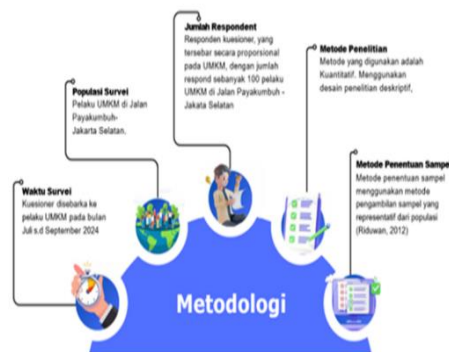 Jumlah Respondent
Responden kuesioner, yang
tersebar secara proporsional
pada UMKM, dengan jumlah
respond sebanyak 100 pelaku
UMKM di Jalan Payakumbuh -
Jakata Selatan
Metode Penelitian
Metode yang digunakan adalah
Kuantitatif. Menggunakan
desain penelitian deskriptif,
Populasi Survei
Pelaku UMKM di Jalan
Payakumbuh-
Jakarta Selatan.
Metode Penentuan Sampel
Metode penentuan sampel
menggunakan metode
pengambilan sampel yang
representatif dari populasi
(Riduwan, 2012)
Waktu Survei
Kuesioner disebarka ke
pelaku UMKM pada bulan
Juli s.d September 2024
Metodologi